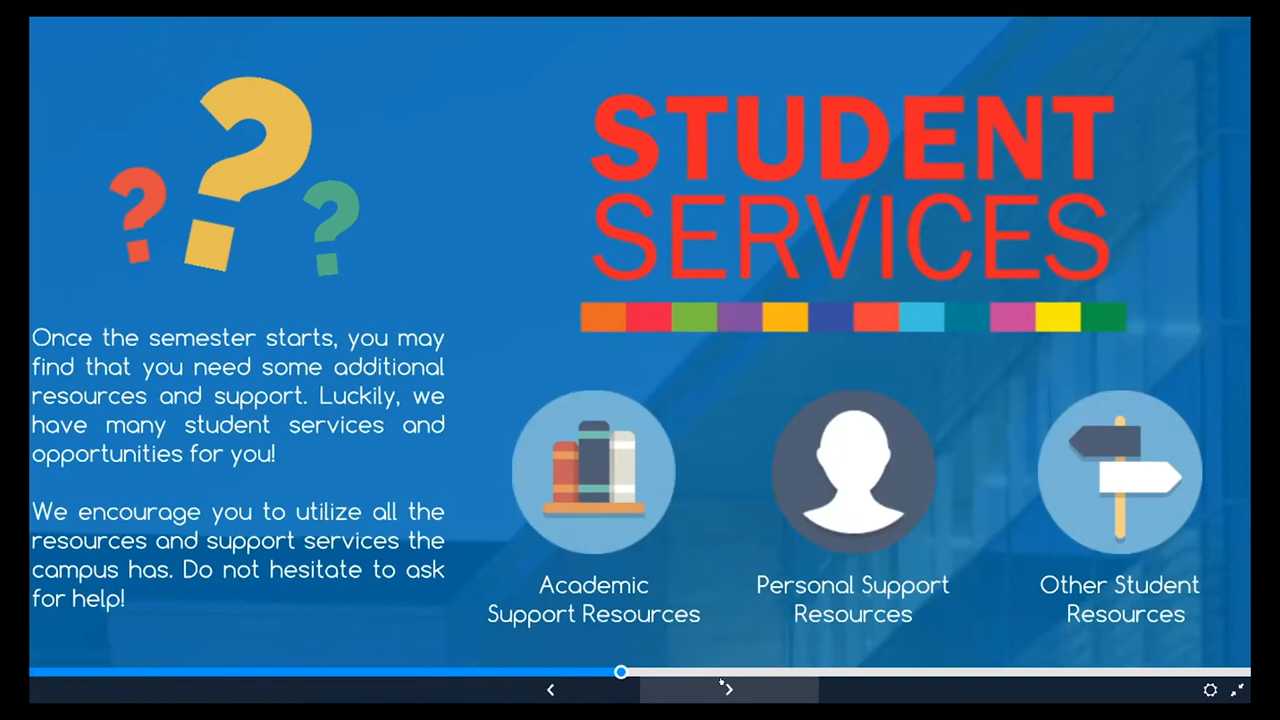 ? ? ?
STUDENT
SERVICES
Once the semester starts, you may
find that you need some additional
resources and support. Luckily, we
have many student services and
opportunities for you!
We encourage you to utilize all the
resources and support services the
campus has. Do not hesitate to ask
for help!
Academic
Support Resources
Personal Support
Resources
Other Student
Resources